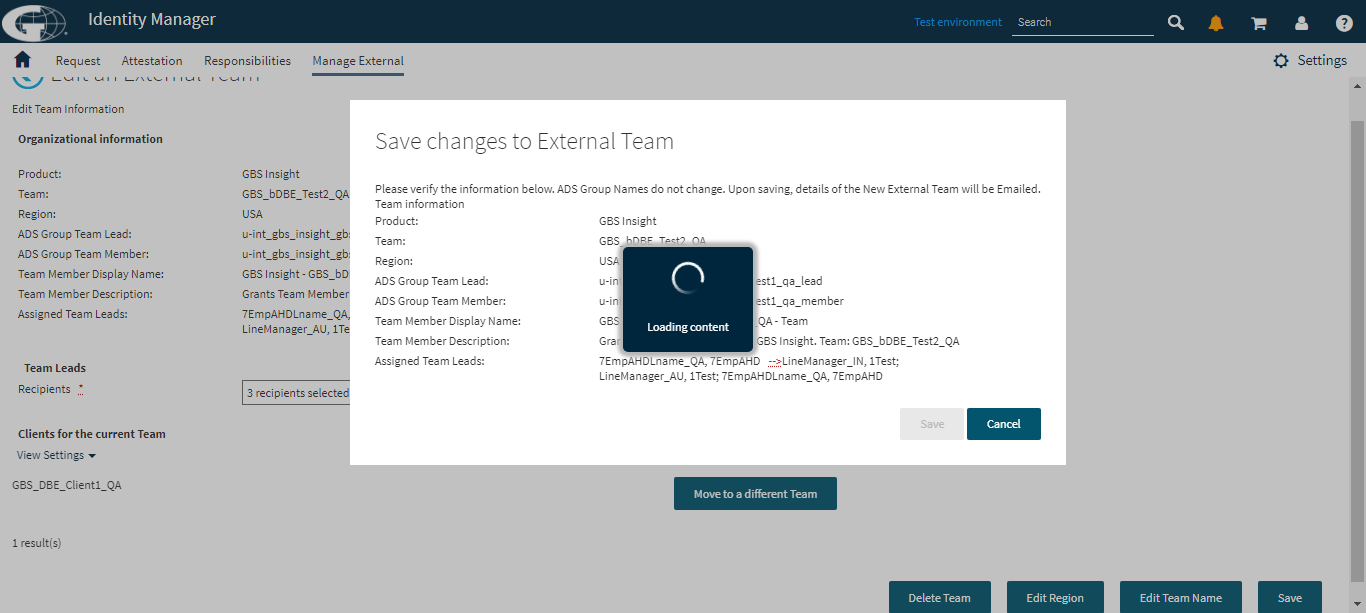 Identity Manager
Test environment
Search
Request Attestation Responsibilities Manage External
Settings
Edit an External Team
Edit Team Information
Organizational information
Product: GBS Insight
Team: GBS_bDBE_Test2_QA
Region: USA
ADS Group Team Lead: u-int_gbs_insight_gbs
ADS Group Team Member: u-int_gbs_insight_gbs
Team Member Display Name: GBS Insight - GBS_bD
Team Member Description: Grants Team Member
Assigned Team Leads: 7EmpAHDLname_QA,
LineManager_AU, 1Te
Team Leads
Recipients * 3 recipients selected
Clients for the current Team
View Settings
GBS_DBE_Client1_QA
Move to a different Team
1 result(s)
Delete Team Edit Region Edit Team Name Save
Save changes to External Team
Please verify the information below. ADS Group Names do not change. Upon saving, details of the New External Team will be Emailed.
Team information
Product: GBS Insight
Team: GBS_bDBE_Test2_QA
Region: USA
ADS Group Team Lead: u-in est1_qa_lead
ADS Group Team Member: u-in est1_qa_member
Team Member Display Name: GBS QA - Team
Team Member Description: Gran GBS Insight. Team: GBS_bDBE_Test2_QA
Assigned Team Leads: 7EmpAHDLname_QA, 7EmpAHD -->LineManager_IN, 1Test;
LineManager_AU, 1Test; 7EmpAHDLname_QA, 7EmpAHD
Loading content
Save Cancel